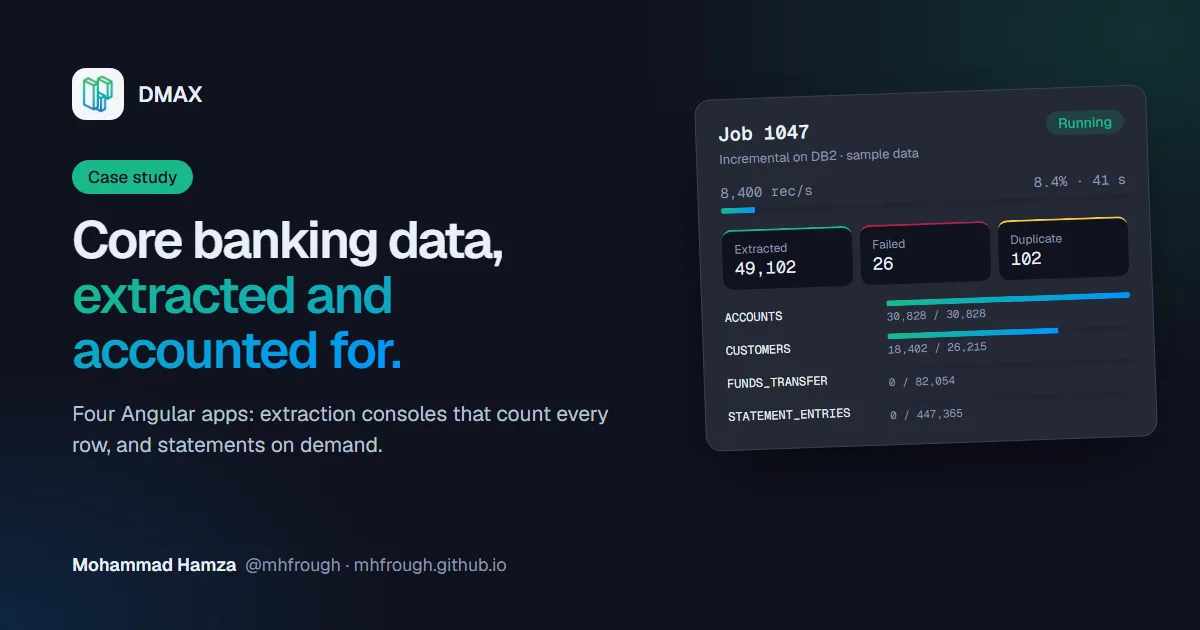 DMAX
Case study
Core banking data,
extracted and
accounted for.
Four Angular apps: extraction consoles that count every
row, and statements on demand.
Mohammad Hamza @mhfrough · mhfrough.github.io
Job 1047
Running
Incremental on DB2 · sample data
8,400 rec/s
8.4% · 41 s
Extracted
49,102
Failed
26
Duplicate
102
ACCOUNTS
30,828 / 30,828
CUSTOMERS
18,402 / 26,215
FUNDS_TRANSFER
0 / 82,054
STATEMENT_ENTRIES
0 / 447,365